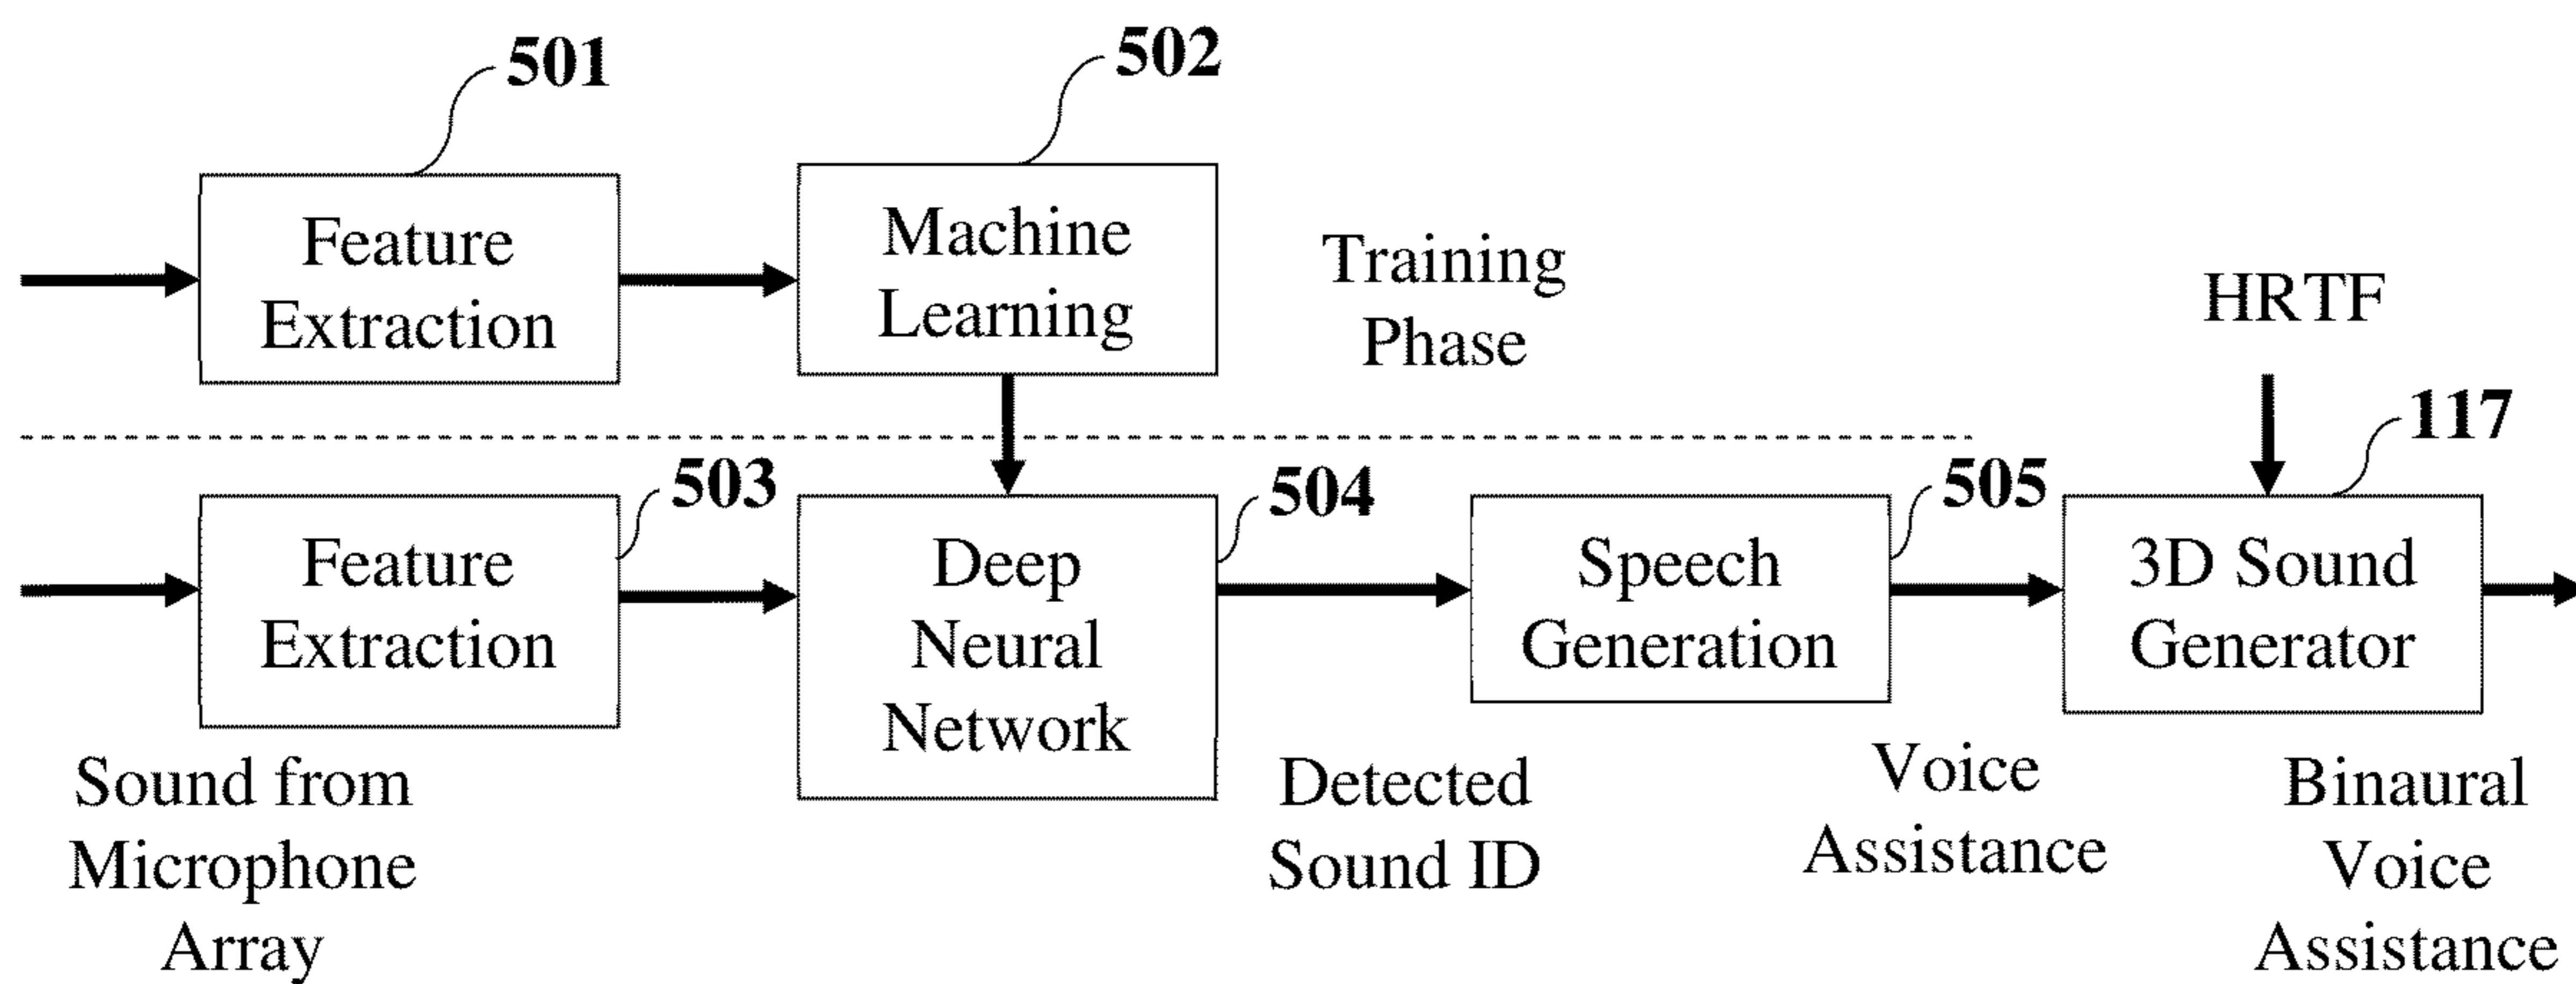 501
502
Feature
Extraction
Machine
Learning
Training
Phase
HRTF
117
503
504
505
Feature
Extraction
Deep
Neural
Network
Speech
Generation
3D Sound
Generator
Sound from
Microphone
Array
Detected
Sound ID
Voice
Assistance
Binaural
Voice
Assistance